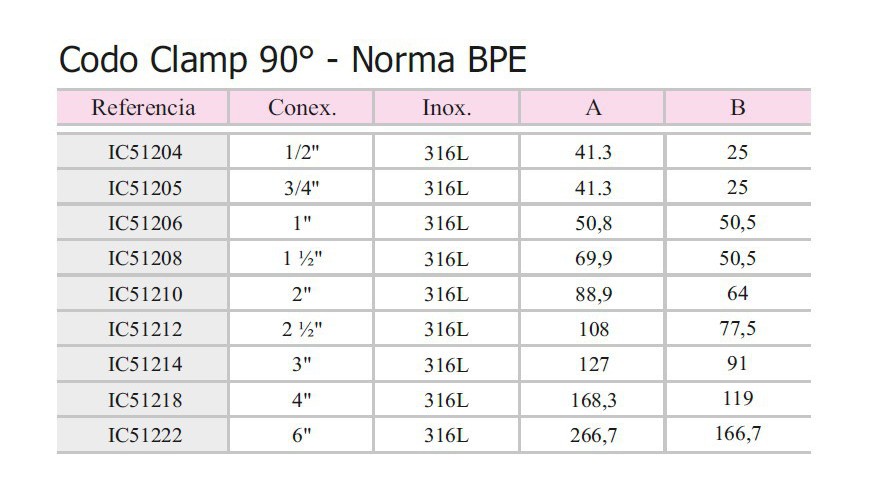 Codo Clamp 90° - Norma BPE
Referencia Conex. Inox. A B
IC51204 1/2" 316L 41.3 25
IC51205 3/4" 316L 41.3 25
IC51206 1" 316L 50,8 50,5
IC51208 1 ½" 316L 69,9 50,5
IC51210 2" 316L 88,9 64
IC51212 2 ½" 316L 108 77,5
IC51214 3" 316L 127 91
IC51218 4" 316L 168,3 119
IC51222 6" 316L 266,7 166,7